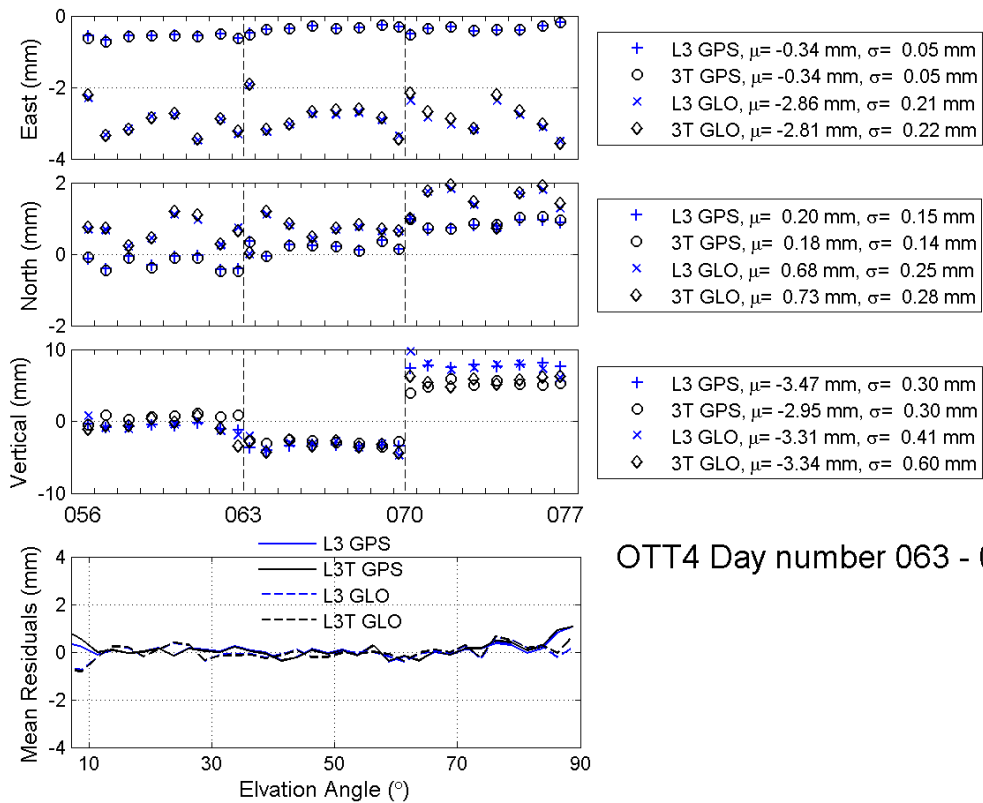 0
-2
-4
East (mm)
+ L3 GPS, μ= -0.34 mm, σ= 0.05 mm
○ 3T GPS, μ= -0.34 mm, σ= 0.05 mm
× L3 GLO, μ= -2.86 mm, σ= 0.21 mm
◇ 3T GLO, μ= -2.81 mm, σ= 0.22 mm
2
0
-2
North (mm)
+ L3 GPS, μ= 0.20 mm, σ= 0.15 mm
○ 3T GPS, μ= 0.18 mm, σ= 0.14 mm
× L3 GLO, μ= 0.68 mm, σ= 0.25 mm
◇ 3T GLO, μ= 0.73 mm, σ= 0.28 mm
10
0
-10
Vertical (mm)
056 063 070 077
+ L3 GPS, μ= -3.47 mm, σ= 0.30 mm
○ 3T GPS, μ= -2.95 mm, σ= 0.30 mm
× L3 GLO, μ= -3.31 mm, σ= 0.41 mm
◇ 3T GLO, μ= -3.34 mm, σ= 0.60 mm
L3 GPS
L3T GPS
L3 GLO
L3T GLO
4
2
0
-2
-4
Mean Residuals (mm)
10 30 50 70 90
Elvation Angle (°)
OTT4 Day number 063 -